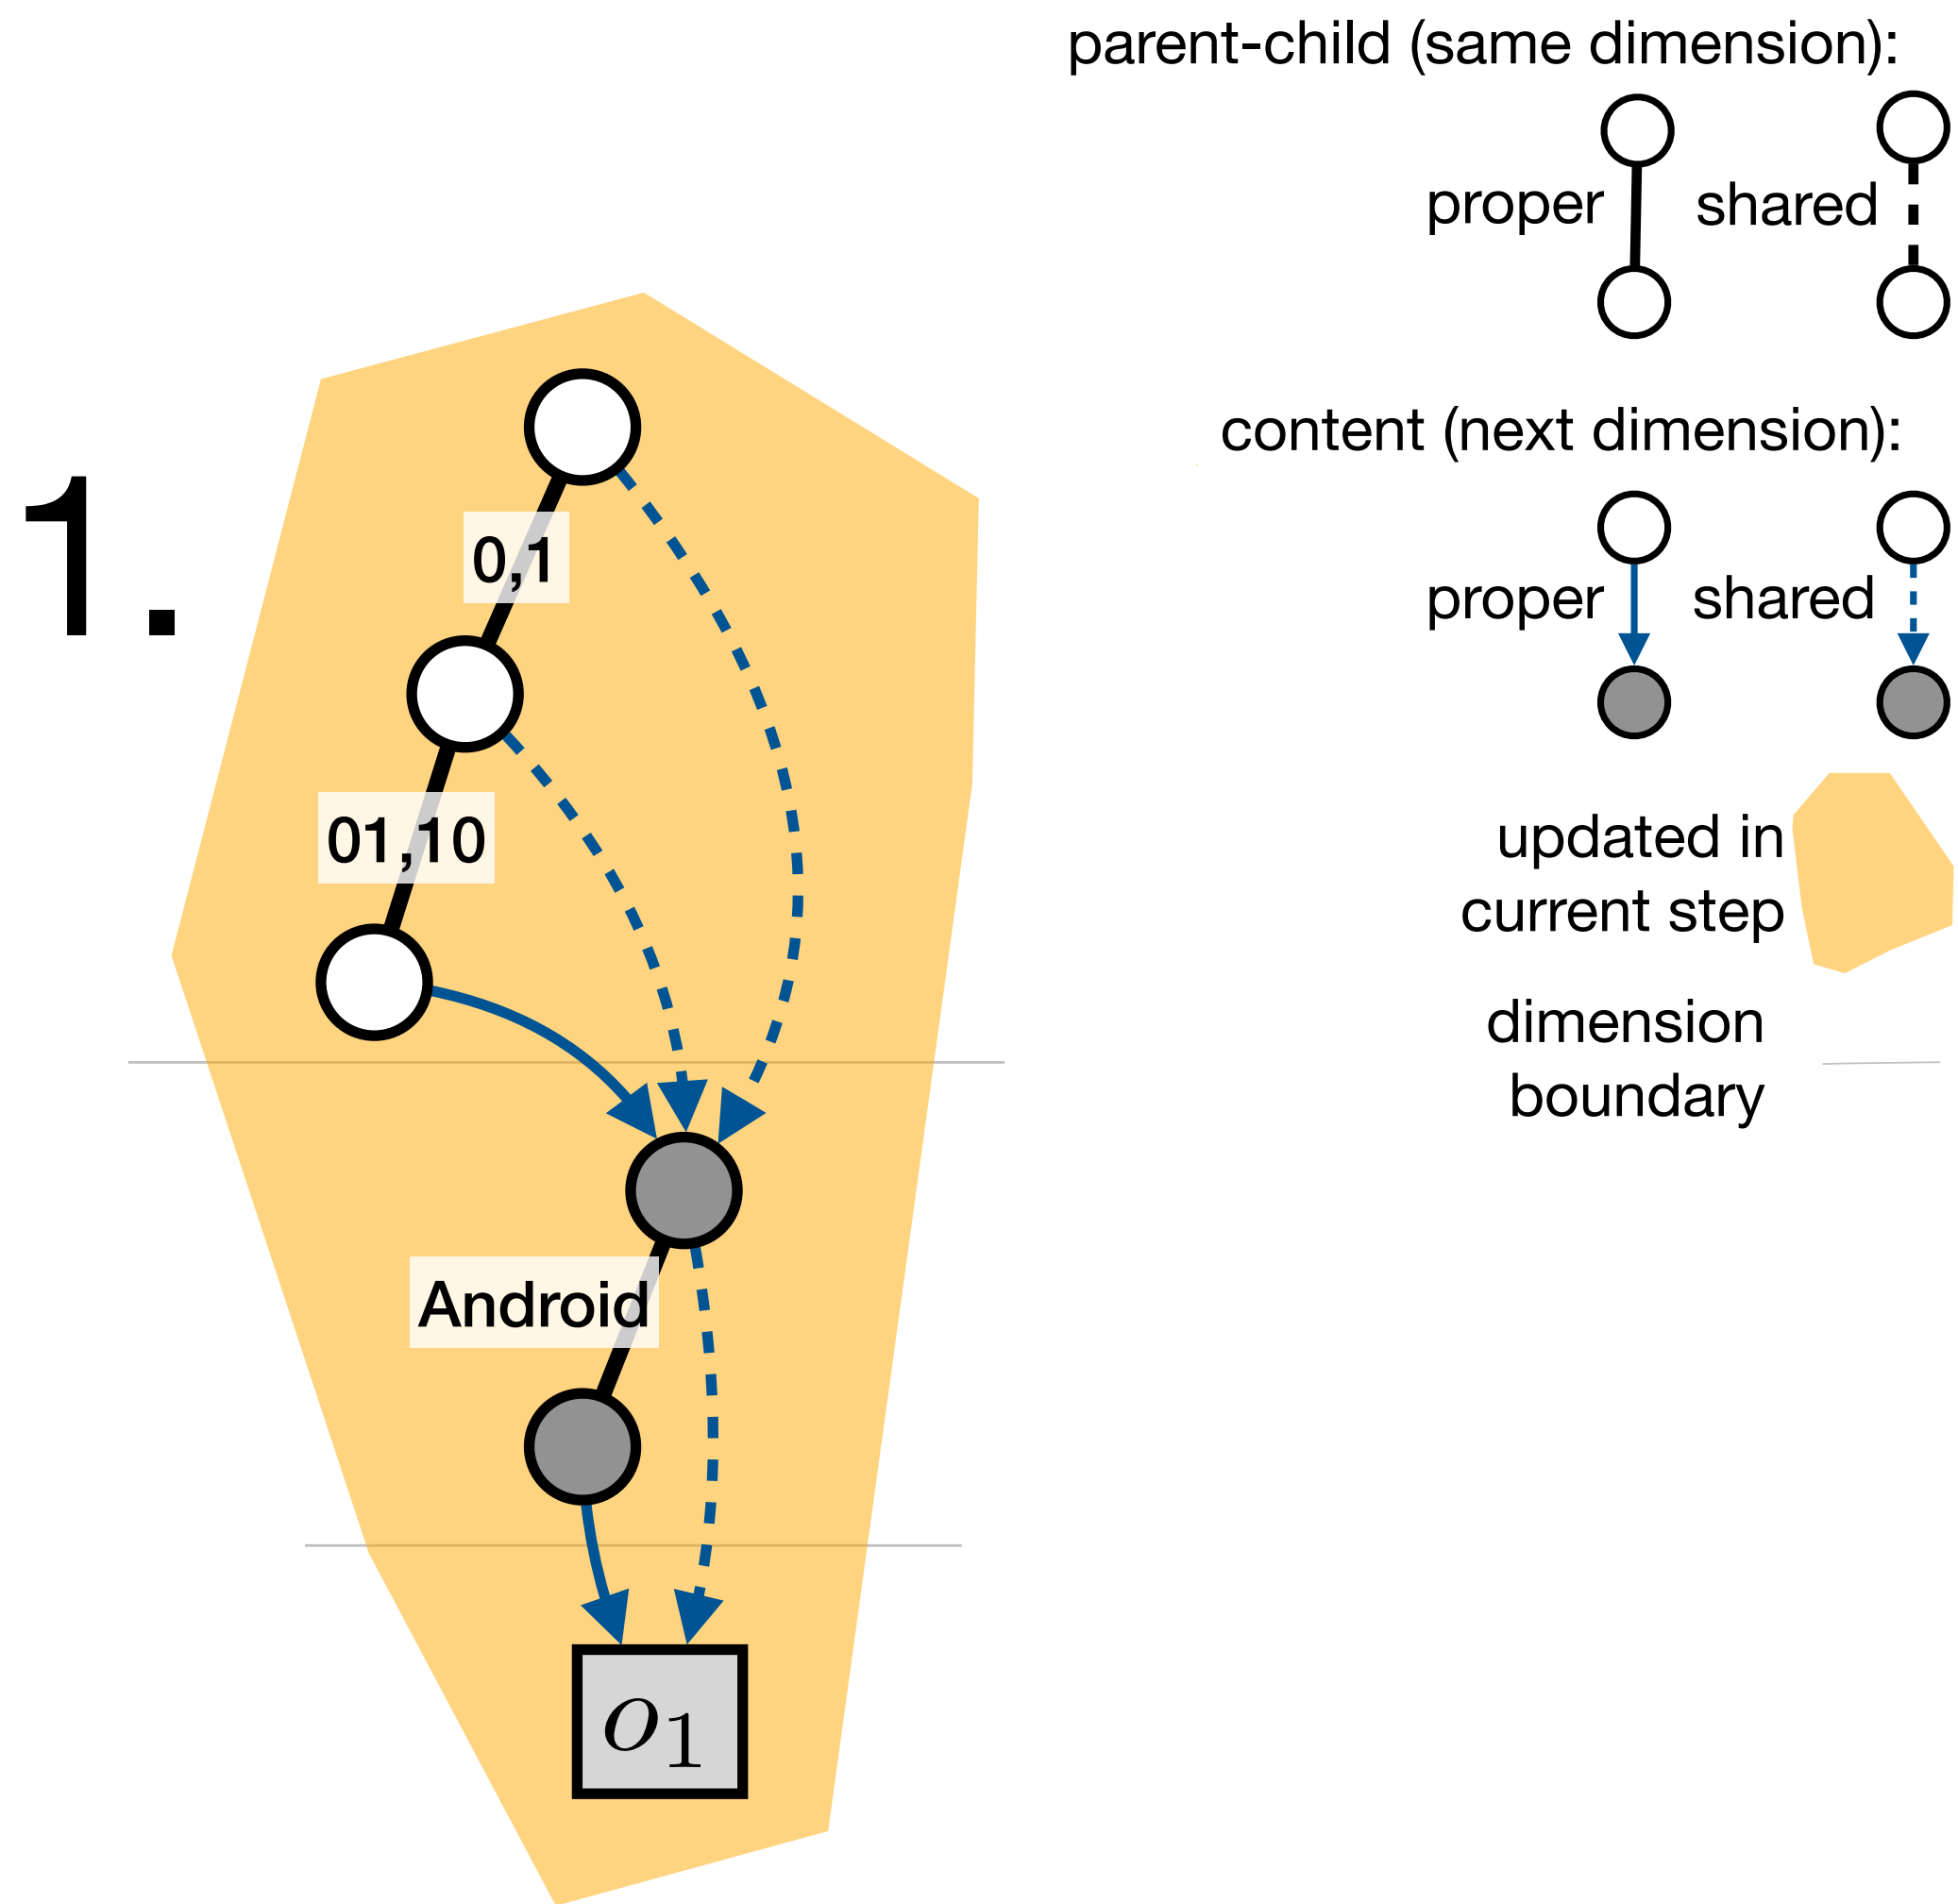 1.
0,1
01,10
Android
o1
parent-child (same dimension):
proper shared
content (next dimension):
proper shared
updated in
current step
dimension
boundary